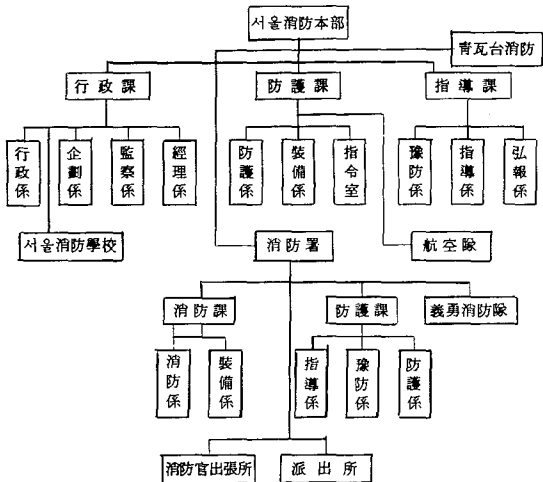 서울消防本部
靑瓦台消防
行政課
防護課
指導課
行政係
企劃係
監察係
經理係
防護係
裝備係
指令室
豫防係
指導係
弘報係
서울消防學校
消防署
航空隊
消防課
防護課
義勇消防隊
消防係
裝備係
指導係
豫防係
防護係
消防官出張所
派出所